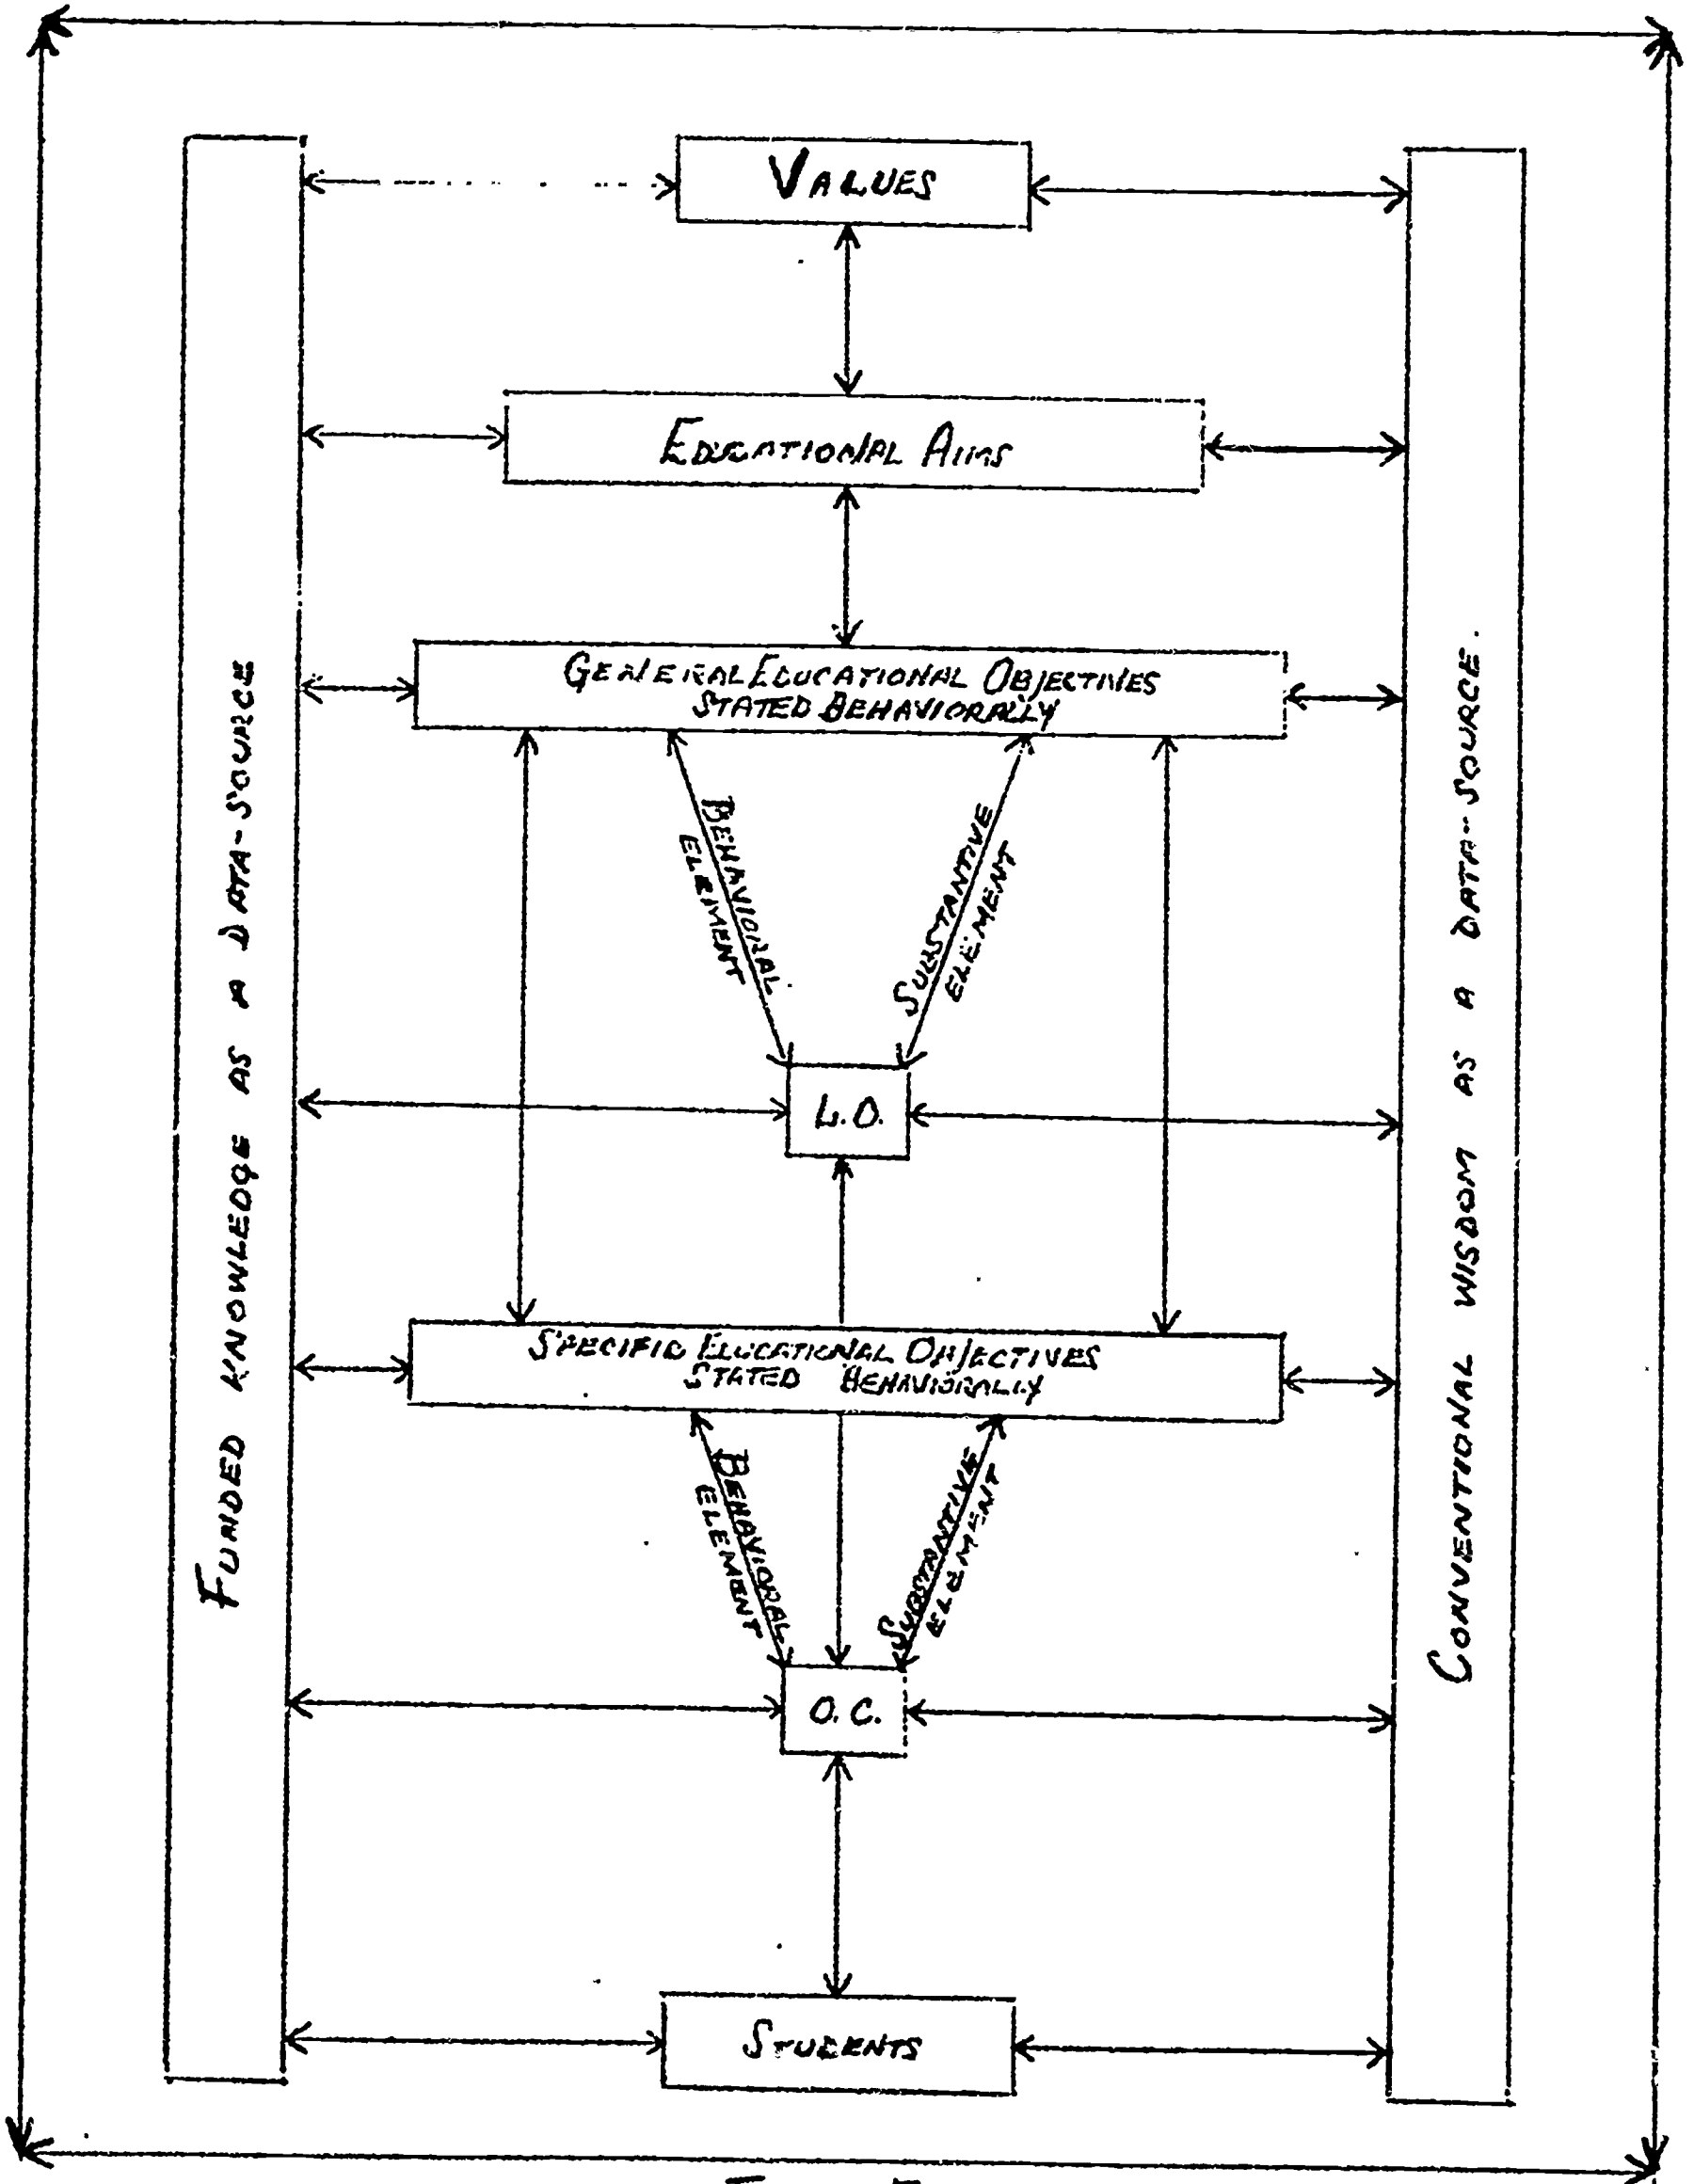 VALUES
EDUCATIONAL AIMS
GENERAL EDUCATIONAL OBJECTIVES
STATED BEHAVIORALLY
BEHAVIORAL
ELEMENT
SUBSTANTIVE
ELEMENT
L.O.
SPECIFIC EDUCATIONAL OBJECTIVES
STATED BEHAVIORALLY
BEHAVIORAL
ELEMENT
SUBSTANTIVE
ELEMENT
O.C.
STUDENTS
FUNDED KNOWLEDGE AS A DATA-SOURCE
CONVENTIONAL WISDOM AS A DATA-SOURCE.